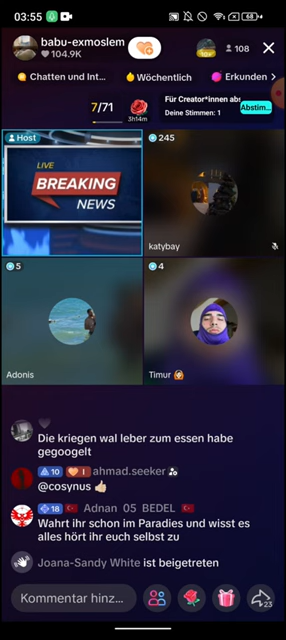 03:55
68
babu-exmoslem
104.9K
10★
108
Chatten und Int...
Wöchentlich
Erkunden
7/71
3h14m
Für Creator*innen abs
Deine Stimmen: 1
Abstim...
Host
LIVE
BREAKING
NEWS
245
katybay
5
Adonis
4
Timur
Die kriegen wal leber zum essen habe
gegoogelt
10 I ahmad.seeker
@cosynus 👍🏼
18 🇹🇷 Adnan 05 BEDEL 🇹🇷
Wahrt ihr schon im Paradies und wisst es
alles hört ihr euch selbst zu
Joana-Sandy White ist beigetreten
Kommentar hinz...
23